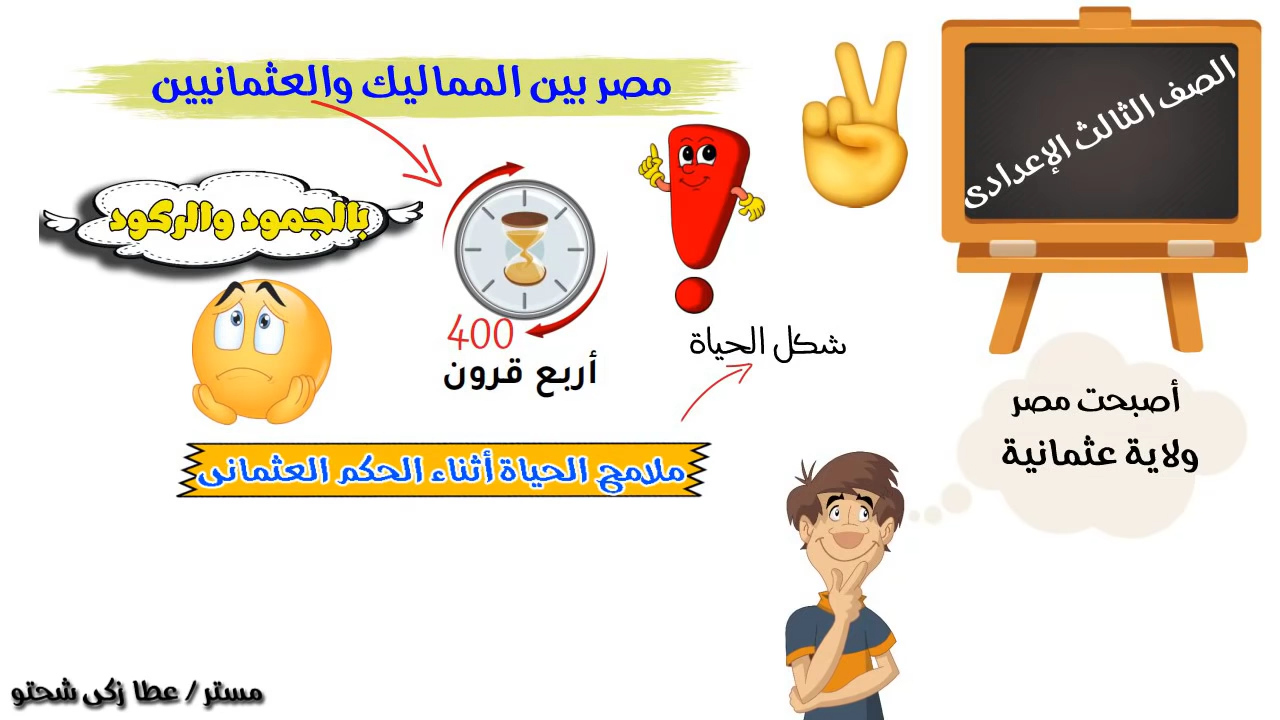 الصف الثالث الإعدادى
مصر بين المماليك والعثمانيين
بالجمود والركود
400
أربع قرون
شكل الحياة
أصبحت مصر
ولاية عثمانية
ملامح الحياة أثناء الحكم العثمانى
مستر / عطا زكى شحتو